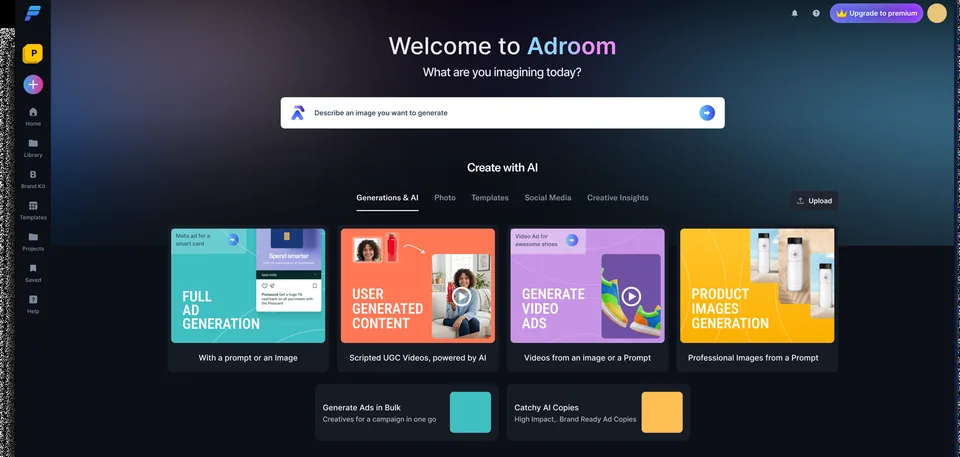 Upgrade to premium
P
Welcome to Adroom
What are you imagining today?
Describe an image you want to generate
Home
Library
B
Brand Kit
Templates
Projects
Saved
?
Help
Create with AI
Generations & AI
Photo
Templates
Social Media
Creative Insights
Upload
Meta ad for a
smart card
Spend smarter
FULL
AD
GENERATION
With a prompt or an Image
USER
GENERATED
CONTENT
Scripted UGC Videos, powered by AI
Video Ad for
awesome shoes
GENERATE
VIDEO
ADS
Videos from an image or a Prompt
PRODUCT
IMAGES
GENERATION
Professional Images from a Prompt
Generate Ads in Bulk
Creatives for a campaign in one go
Catchy AI Copies
High Impact,. Brand Ready Ad Copies